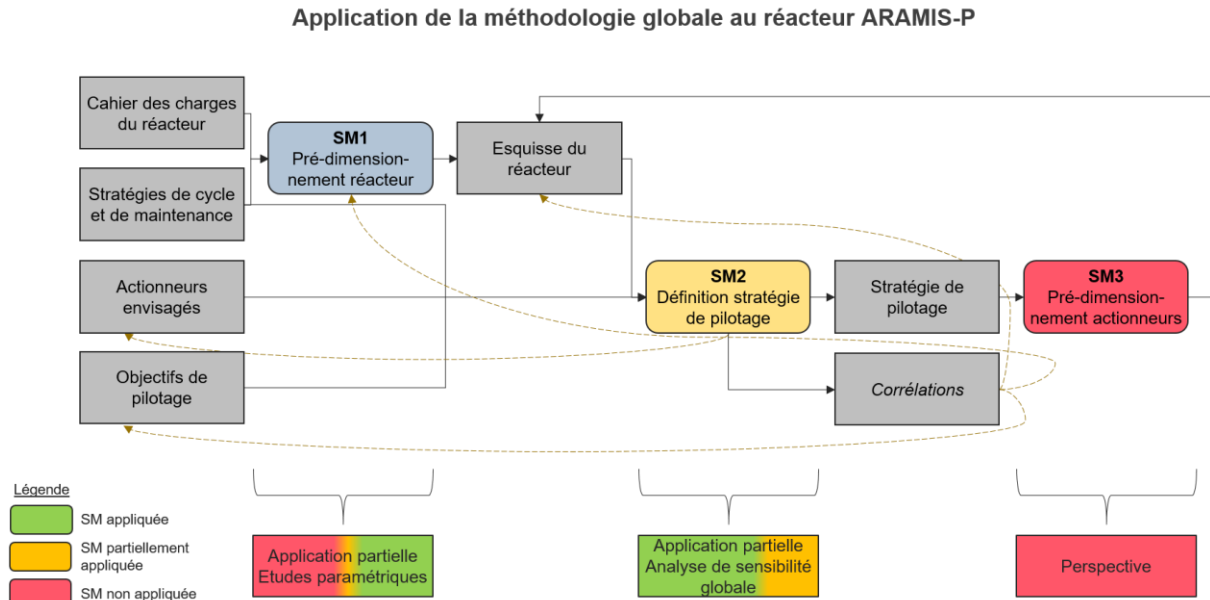 Application de la méthodologie globale au réacteur ARAMIS-P
Cahier des charges
du réacteur
SM1
Pré-dimension-
nement réacteur
Esquisse du
réacteur
Stratégies de cycle
et de maintenance
Actionneurs
envisagés
SM2
Définition stratégie
de pilotage
Stratégie de
pilotage
SM3
Pré-dimension-
nement actionneurs
Objectifs de
pilotage
Corrélations
Légende
SM appliquée
SM partiellement
appliquée
SM non appliquée
Application partielle
Etudes paramétriques
Application partielle
Analyse de sensibilité
globale
Perspective